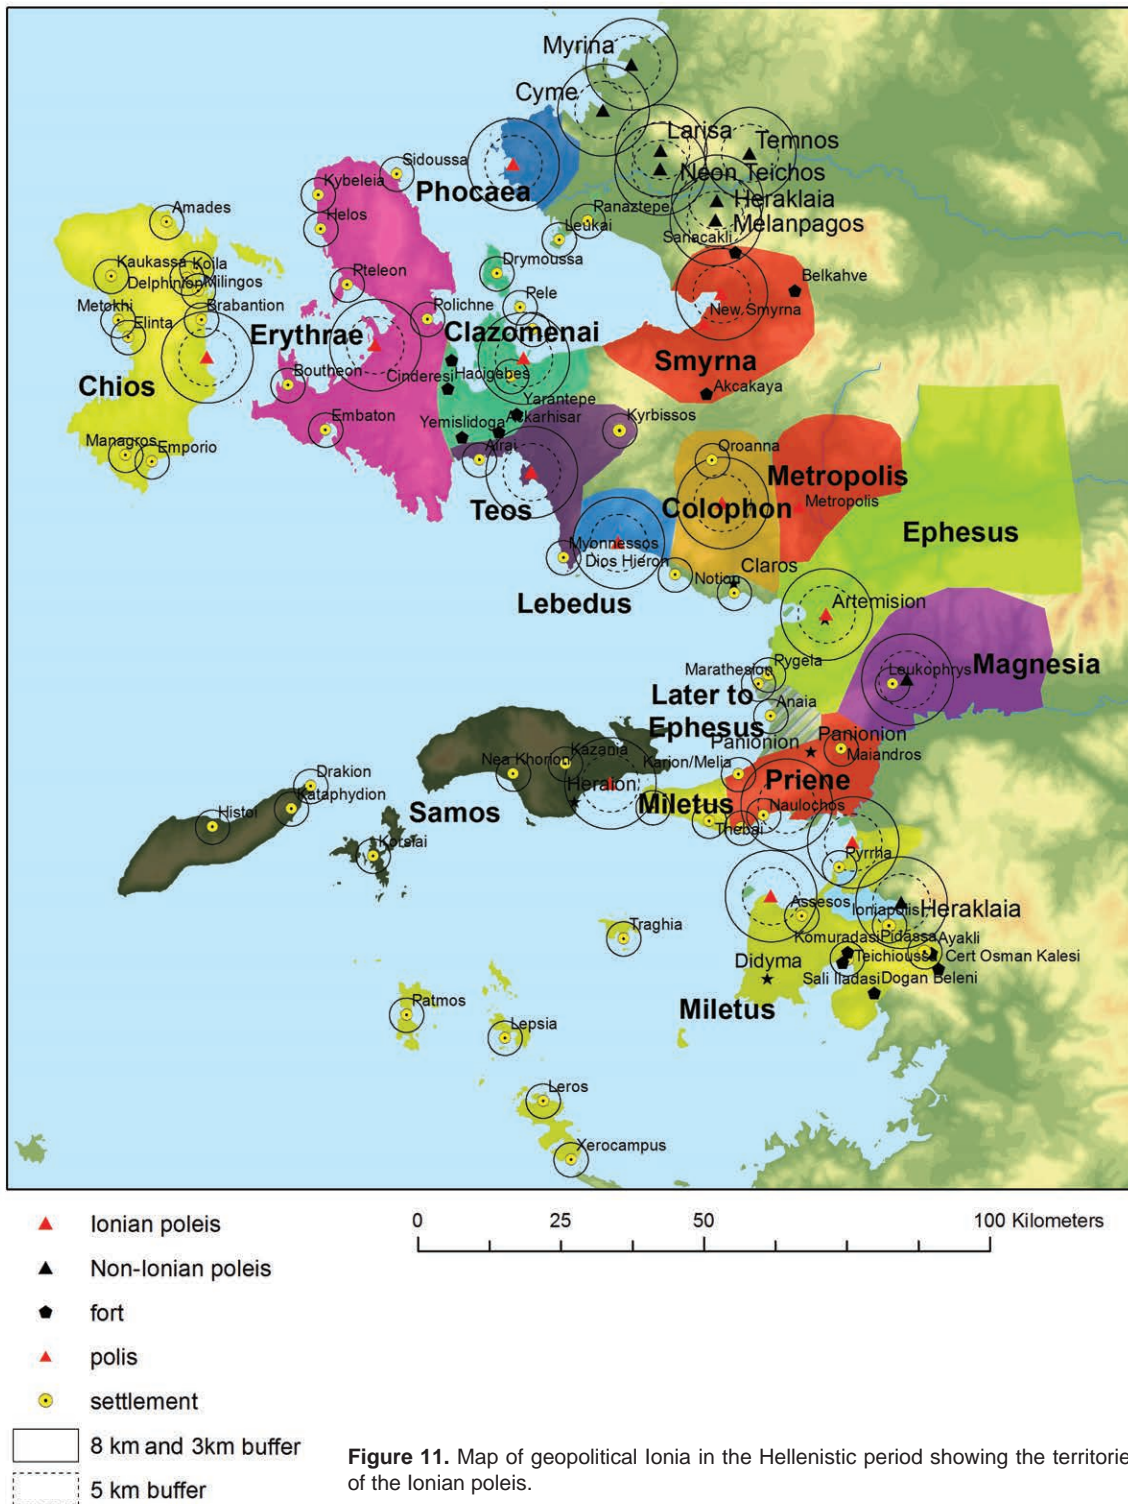 Myrina
Cyme
Larisa
Temnos
Neon Teichos
Sidoussa
Phocaea
Kybeleia
Heraklaia
Panaztepe
Melanpagos
Amades
Helos
Leukai
Sariacakli
Drymoussa
Belkahve
Kaukassa
Koila
Delphinion
Milingos
Pteleon
Metokhi
Brabantion
Pele
Polichne
New Smyrna
Elinta
Erythrae
Clazomenai
Smyrna
Chios
Boutheon
Cinderesi
Haoigebes
Akcakaya
Yarantepe
Embaton
Yemislidoga
Askarhisar
Kyrbissos
Managros
Emporio
Airai
Oroanna
Metropolis
Teos
Colophon
Metropolis
Ephesus
Myonnessos
Dios Hieron
Claros
Notion
Lebedus
Artemision
Marathesion
Pygela
Leukophrys
Magnesia
Later to
Ephesus
Anaia
Panionion
Panionion
Maiandros
Kazania
Nea Khorion
Karion/Melia
Drakion
Heraion
Priene
Kataphydion
Samos
Miletus
Naulochos
Histoi
Thebai
Korsiai
Pyrrha
Assesos
Ioniapolis
Heraklaia
Traghia
Komuradasi
Pidassa
Ayakli
Didyma
Teichioussa
Cert Osman Kalesi
Sali Iladasi
Dogan Beleni
Miletus
Patmos
Lepsia
Leros
Xerocampus
0 25 50 100 Kilometers
Ionian poleis
Non-Ionian poleis
fort
polis
settlement
8 km and 3km buffer
5 km buffer
Figure 11. Map of geopolitical Ionia in the Hellenistic period showing the territorie
of the Ionian poleis.